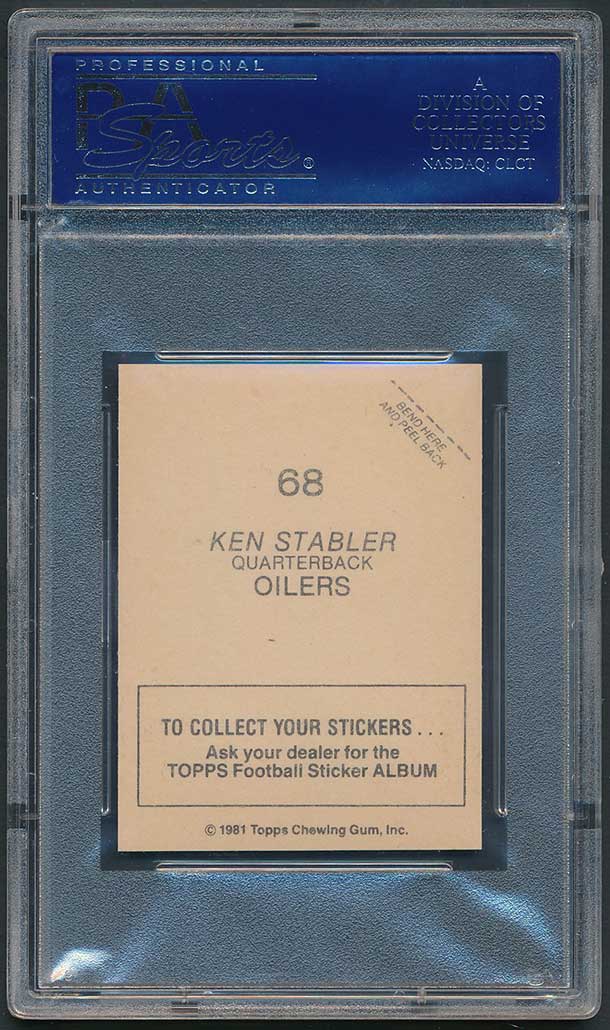 PROFESSIONAL
PSA
Sports®
AUTHENTICATOR
A
DIVISION OF
COLLECTORS
UNIVERSE
NASDAQ: CLCT
BEND HERE
AND PEEL BACK
68
KEN STABLER
QUARTERBACK
OILERS
TO COLLECT YOUR STICKERS...
Ask your dealer for the
TOPPS Football Sticker ALBUM
© 1981 Topps Chewing Gum, Inc.